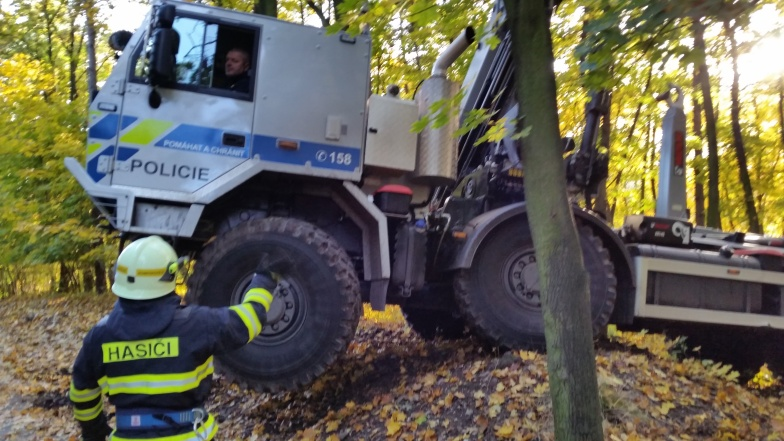 POMÁHAT A CHRÁNIT
POLICIE
158
HASIČI